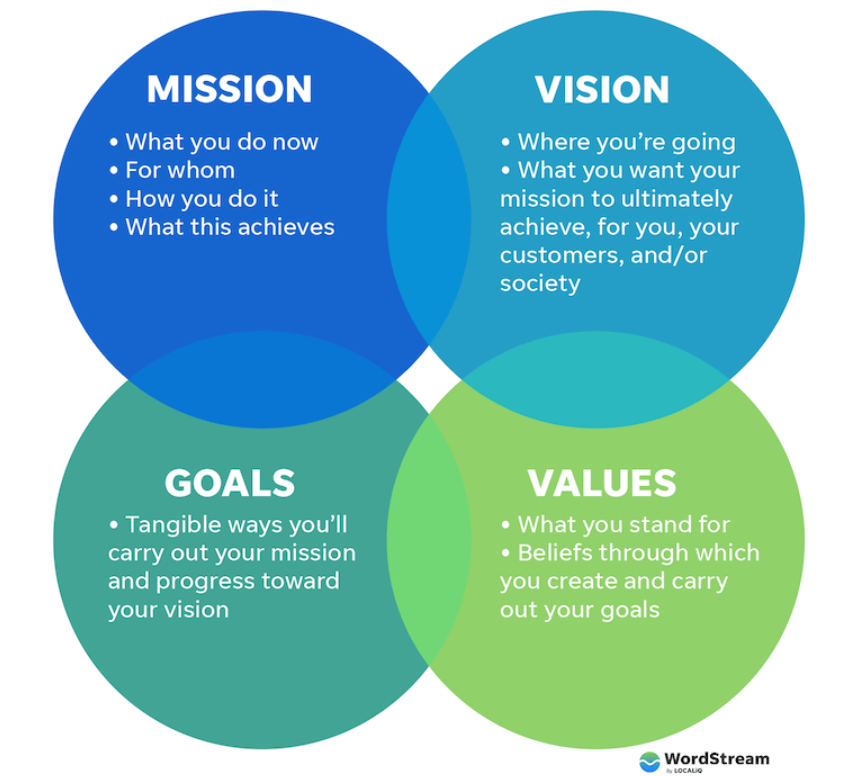 MISSION
• What you do now
• For whom
• How you do it
• What this achieves
VISION
• Where you’re going
• What you want your
mission to ultimately
achieve, for you, your
customers, and/or
society
GOALS
• Tangible ways you’ll
carry out your mission
and progress toward
your vision
VALUES
• What you stand for
• Beliefs through which
you create and carry
out your goals
WordStream
by LOCALiQ